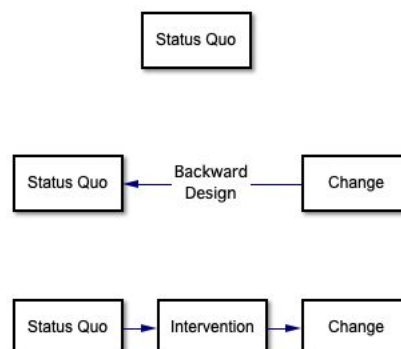 Status Quo
Status Quo
Backward
Design
Change
Status Quo
Intervention
Change